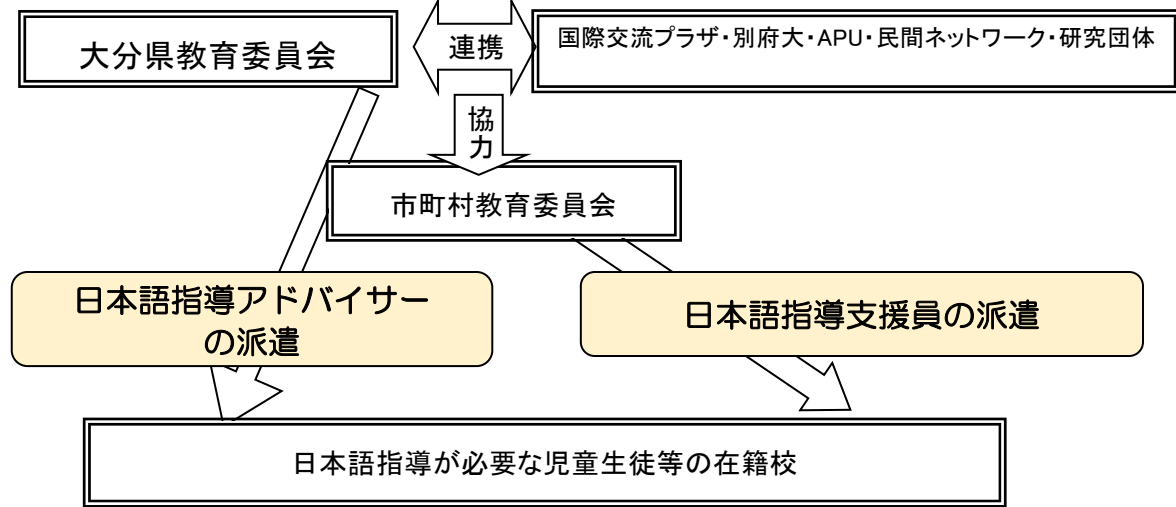 大分県教育委員会
連携
国際交流プラザ・別府大・APU・民間ネットワーク・研究団体
協
力
市町村教育委員会
日本語指導アドバイザー
の派遣
日本語指導支援員の派遣
日本語指導が必要な児童生徒等の在籍校